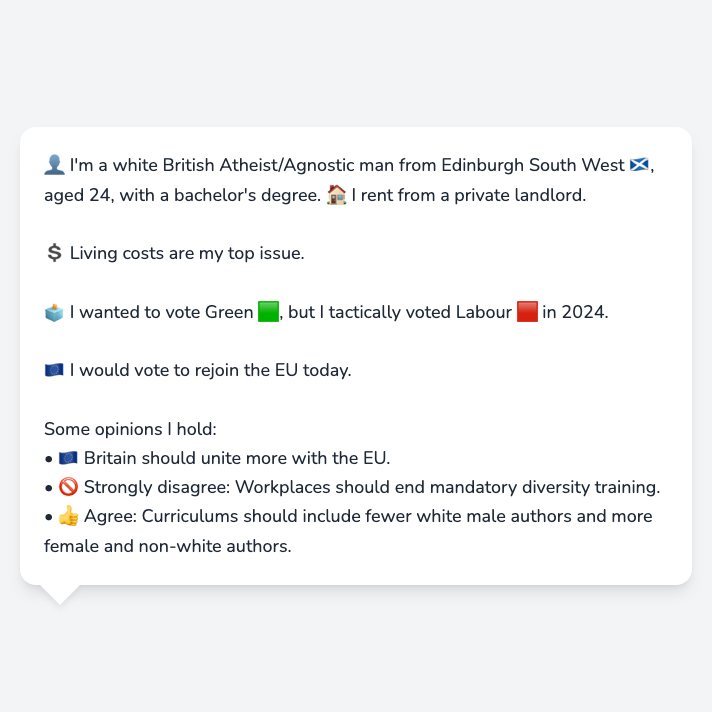 👤 I'm a white British Atheist/Agnostic man from Edinburgh South West 🏴󠁧󠁢󠁳󠁣󠁴󠁿,
aged 24, with a bachelor's degree. 🏠 I rent from a private landlord.
💲 Living costs are my top issue.
🗳️ I wanted to vote Green 🟩, but I tactically voted Labour 🟥 in 2024.
🇪🇺 I would vote to rejoin the EU today.
Some opinions I hold:
• 🇪🇺 Britain should unite more with the EU.
• 🚫 Strongly disagree: Workplaces should end mandatory diversity training.
• 👍 Agree: Curriculums should include fewer white male authors and more
female and non-white authors.